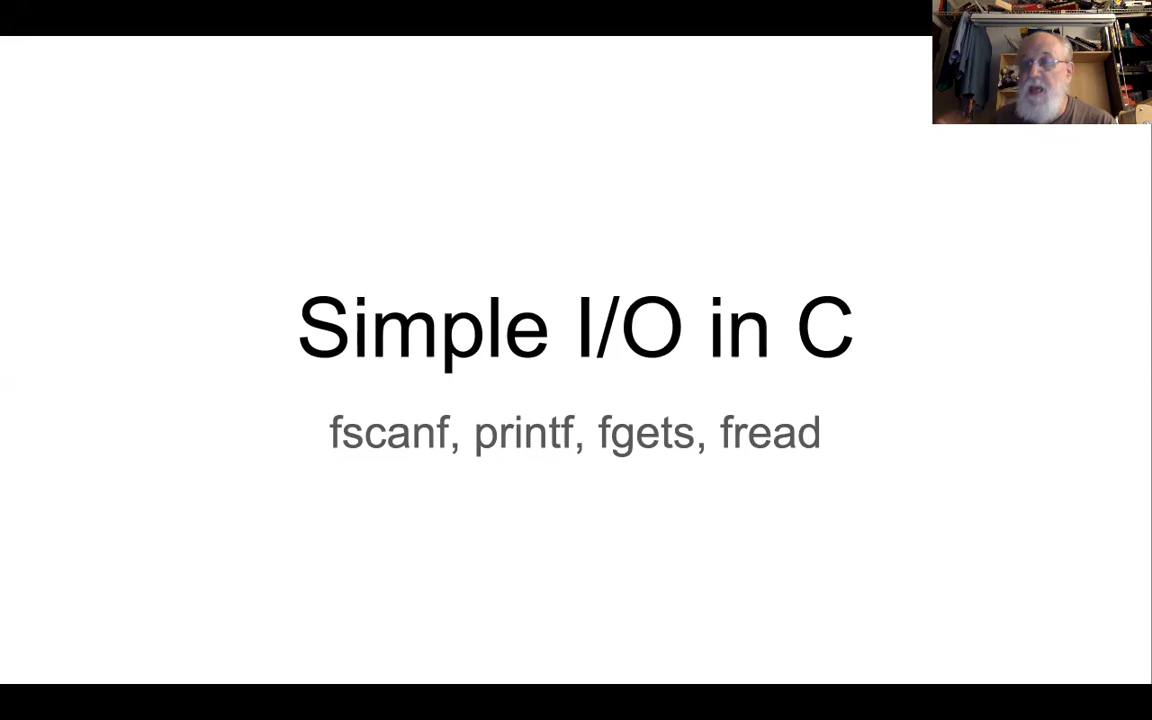 Simple I/O in C
fscanf, printf, fgets, fread